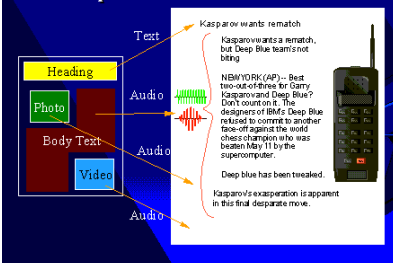 Kasparov wants rematch
Text
Kasparov wants a rematch,
but Deep Blue team's not
biting
Heading
NEW YORK (AP)-- Best
two-out-of-three for Garry
Kasparov and Deep Blue?
Don't count on it. The
designers of IBM's Deep Blue
refused to commit to another
face-off against the world
chess champion who was
beaten May 11 by the
supercomputer.
Audio
Photo
Body Text
Audio
Deep blue has been tweaked.
Video
Kasparov's exasperation is apparent
in this final desparate move.
Audio